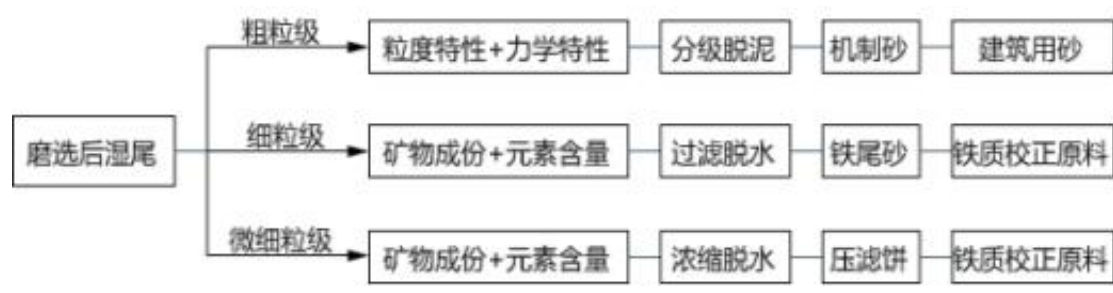 粗粒级
粒度特性+力学特性
分级脱泥
机制砂
建筑用砂
磨选后湿尾
细粒级
矿物成份+元素含量
过滤脱水
铁尾砂
铁质校正原料
微细粒级
矿物成份+元素含量
浓缩脱水
压滤饼
铁质校正原料